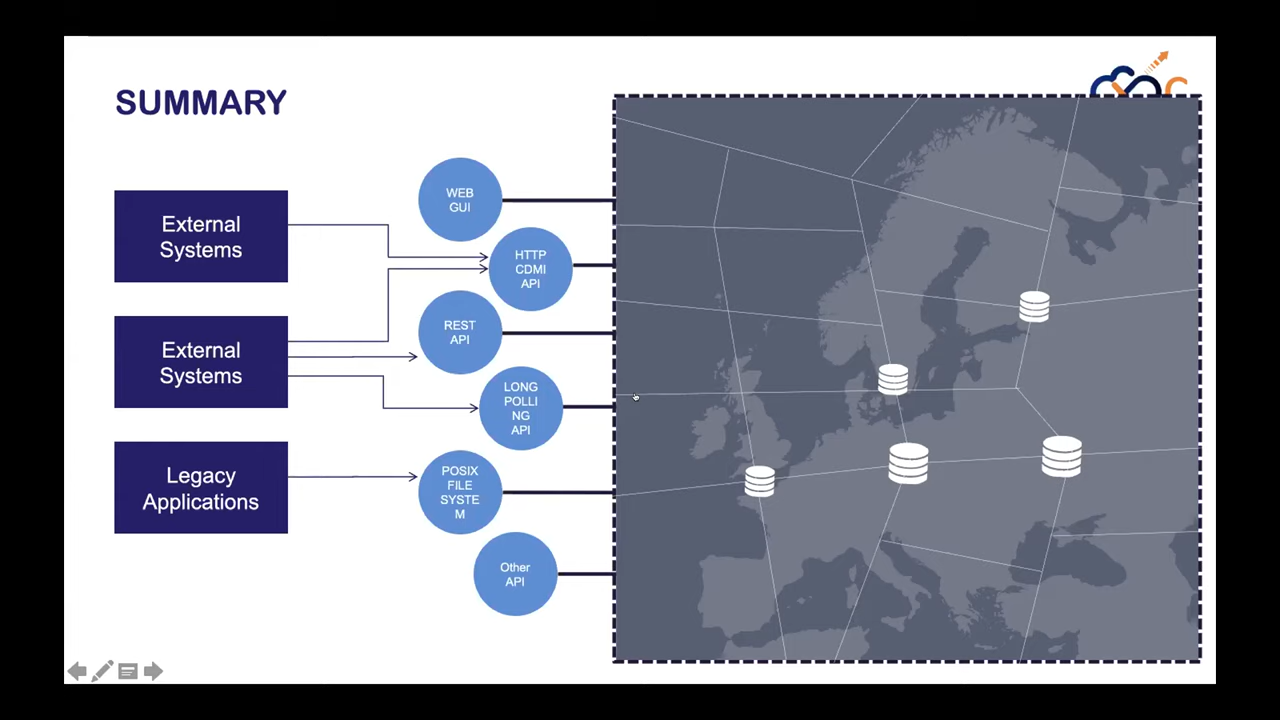 SUMMARY
External
Systems
External
Systems
Legacy
Applications
WEB
GUI
HTTP
CDMI
API
REST
API
LONG
POLLI
NG
API
POSIX
FILE
SYSTE
M
Other
API